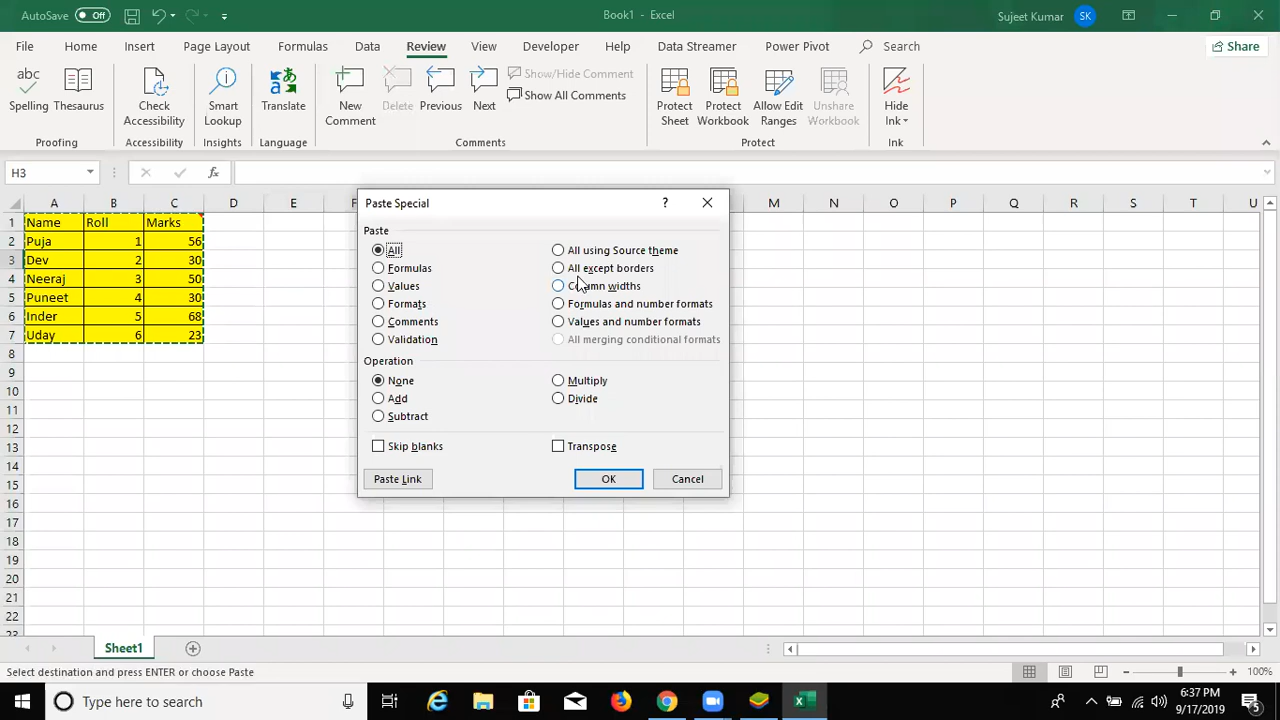 AutoSave Off Book1 - Excel Sujeet Kumar SK
File Home Insert Page Layout Formulas Data Review View Developer Help Data Streamer Power Pivot Search Share
abc
Spelling Thesaurus Check Accessibility Smart Lookup Translate New Comment Delete Previous Next Show/Hide Comment Show All Comments Protect Sheet Protect Workbook Allow Edit Ranges Unshare Workbook Hide Ink
Proofing Accessibility Insights Language Comments Protect Ink
H3 fx
A B C D E F M N O P Q R S T U
1 Name Roll Marks
2 Puja 1 56
3 Dev 2 30
4 Neeraj 3 50
5 Puneet 4 30
6 Inder 5 68
7 Uday 6 23
8
9
10
11
12
13
14
15
16
17
18
19
20
21
22
23
Paste Special ?
Paste
All All using Source theme
Formulas All except borders
Values Column widths
Formats Formulas and number formats
Comments Values and number formats
Validation All merging conditional formats
Operation
None Multiply
Add Divide
Subtract
Skip blanks Transpose
Paste Link OK Cancel
Sheet1
Select destination and press ENTER or choose Paste 100%
Type here to search 6:37 PM
9/17/2019 5